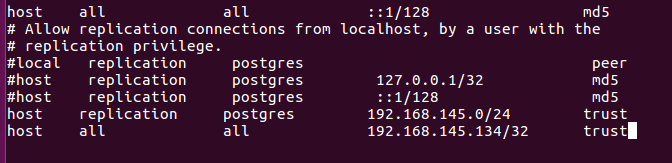 host all all ::1/128 md5
# Allow replication connections from localhost, by a user with the
# replication privilege.
#local replication postgres peer
#host replication postgres 127.0.0.1/32 md5
#host replication postgres ::1/128 md5
host replication postgres 192.168.145.0/24 trust
host all all 192.168.145.134/32 trust